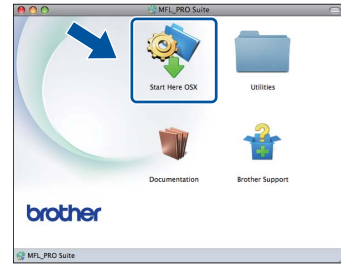 MFL_PRO Suite
Start Here OSX
Utilities
Documentation
Brother Support
brother
MFL_PRO Suite